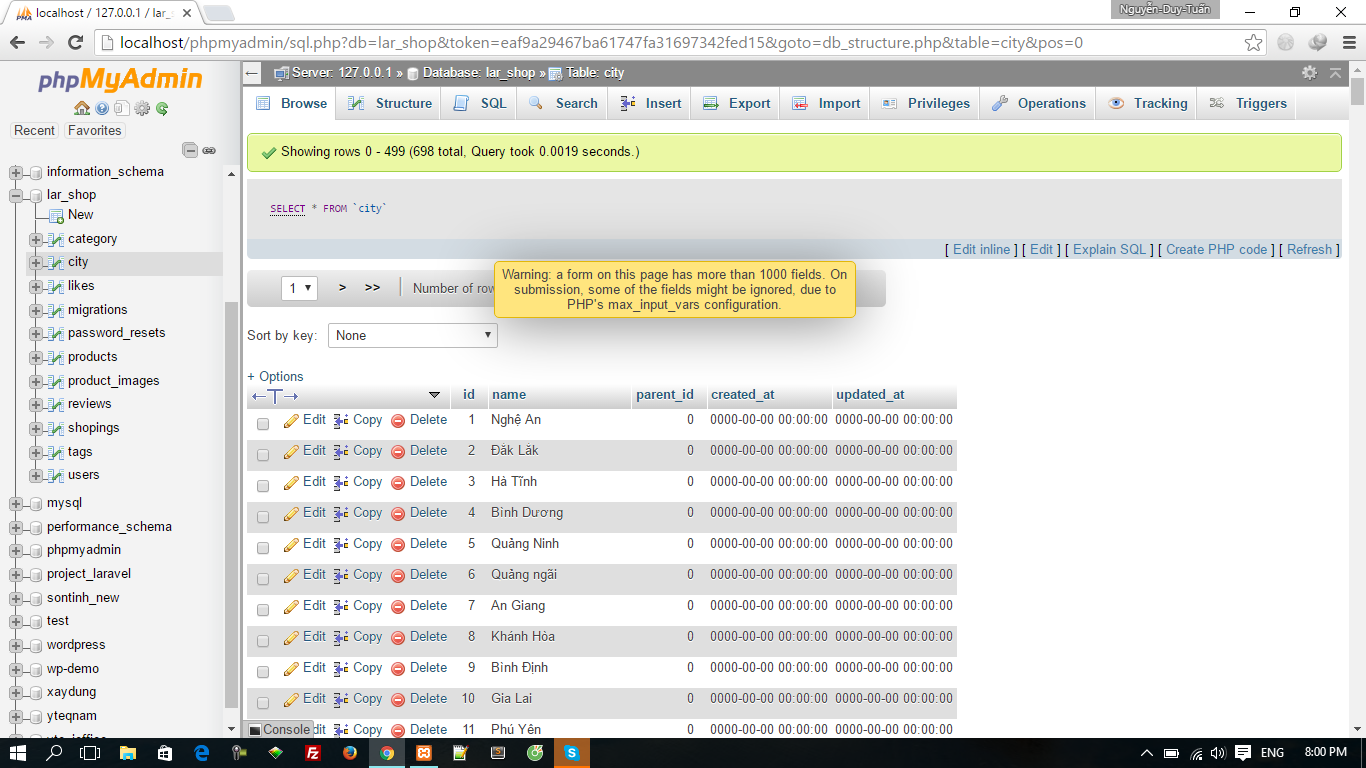 localhost / 127.0.0.1 / lar_s
Nguyễn-Duy-Tuấn
localhost/phpmyadmin/sql.php?db=lar_shop&token=eaf9a29467ba61747fa31697342fed15&goto=db_structure.php&table=city&pos=0
phpMyAdmin
Recent Favorites
information_schema
lar_shop
New
category
city
likes
migrations
password_resets
products
product_images
reviews
shopings
tags
users
mysql
performance_schema
phpmyadmin
project_laravel
sontinh_new
test
wordpress
wp-demo
xaydung
yteqnam
Server: 127.0.0.1 » Database: lar_shop » Table: city
Browse Structure SQL Search Insert Export Import Privileges Operations Tracking Triggers
Showing rows 0 - 499 (698 total, Query took 0.0019 seconds.)
SELECT * FROM `city`
[ Edit inline ] [ Edit ] [ Explain SQL ] [ Create PHP code ] [ Refresh ]
Warning: a form on this page has more than 1000 fields. On
submission, some of the fields might be ignored, due to
PHP's max_input_vars configuration.
1 > >> Number of row
Sort by key: None
+ Options
id name parent_id created_at updated_at
Edit Copy Delete 1 Nghệ An 0 0000-00-00 00:00:00 0000-00-00 00:00:00
Edit Copy Delete 2 Đăk Lăk 0 0000-00-00 00:00:00 0000-00-00 00:00:00
Edit Copy Delete 3 Hà Tĩnh 0 0000-00-00 00:00:00 0000-00-00 00:00:00
Edit Copy Delete 4 Bình Dương 0 0000-00-00 00:00:00 0000-00-00 00:00:00
Edit Copy Delete 5 Quảng Ninh 0 0000-00-00 00:00:00 0000-00-00 00:00:00
Edit Copy Delete 6 Quảng ngãi 0 0000-00-00 00:00:00 0000-00-00 00:00:00
Edit Copy Delete 7 An Giang 0 0000-00-00 00:00:00 0000-00-00 00:00:00
Edit Copy Delete 8 Khánh Hòa 0 0000-00-00 00:00:00 0000-00-00 00:00:00
Edit Copy Delete 9 Bình Định 0 0000-00-00 00:00:00 0000-00-00 00:00:00
Edit Copy Delete 10 Gia Lai 0 0000-00-00 00:00:00 0000-00-00 00:00:00
Console dit Copy Delete 11 Phú Yên 0 0000-00-00 00:00:00 0000-00-00 00:00:00
ENG 8:00 PM